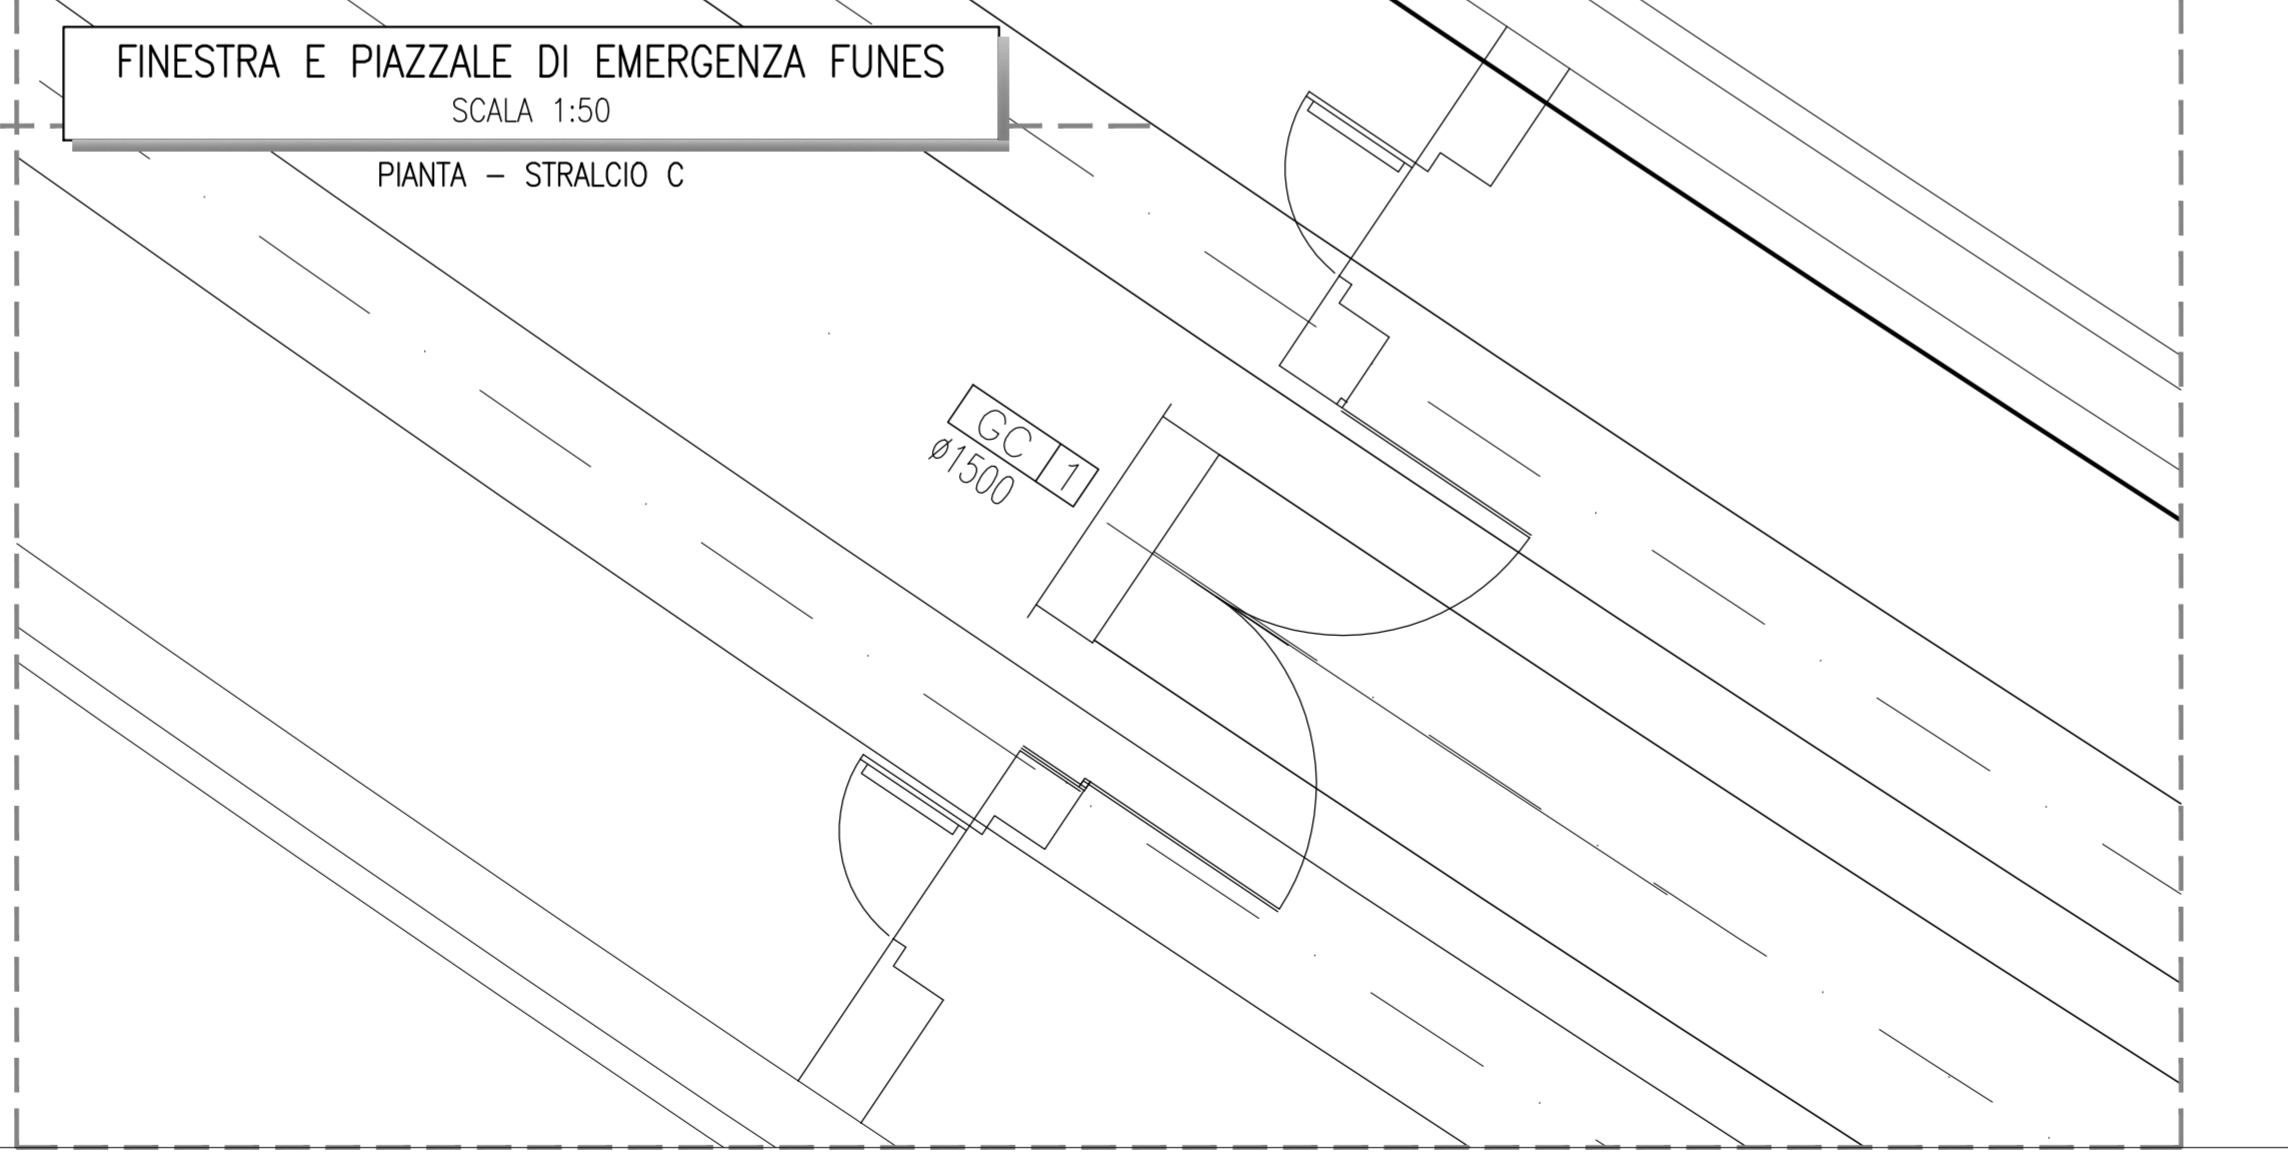 FINESTRA E PIAZZALE DI EMERGENZA FUNES
SCALA 1:50
PIANTA – STRALCIO C
GC 1
ø1500